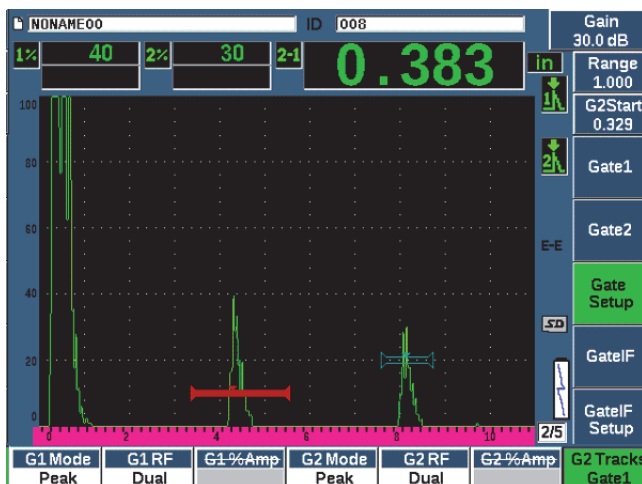 NONAME00 ID 008
1% 40 2% 30 2-1 0.383 in
Gain
30.0 dB
Range
1.000
G2Start
0.329
Gate1
Gate2
Gate
Setup
GateIF
GateIF
Setup
1
2
E-E
SD
2/5
100
80
60
40
20
0
0 2 4 6 8 10
G1 Mode
Peak
G1 RF
Dual
G1 %Amp
G2 Mode
Peak
G2 RF
Dual
G2 %Amp
G2 Tracks
Gate1